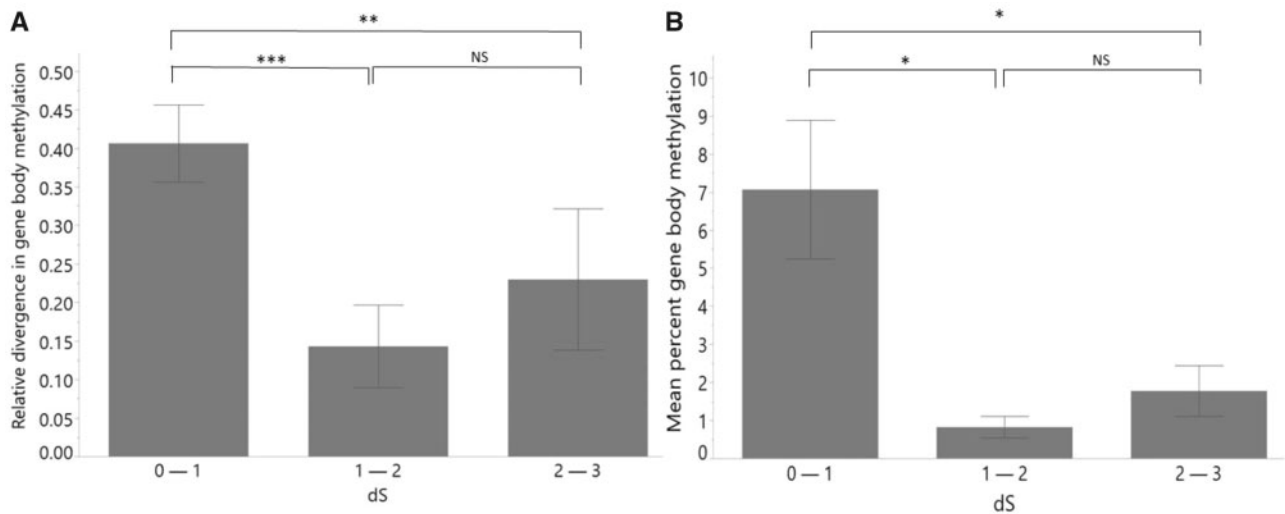 A
**
***
NS
Relative divergence in gene body methylation
0.50
0.45
0.40
0.35
0.30
0.25
0.20
0.15
0.10
0.05
0.00
0 — 1
1 — 2
2 — 3
dS
B
*
*
NS
Mean percent gene body methylation
10
9
8
7
6
5
4
3
2
1
0
0 — 1
1 — 2
2 — 3
dS